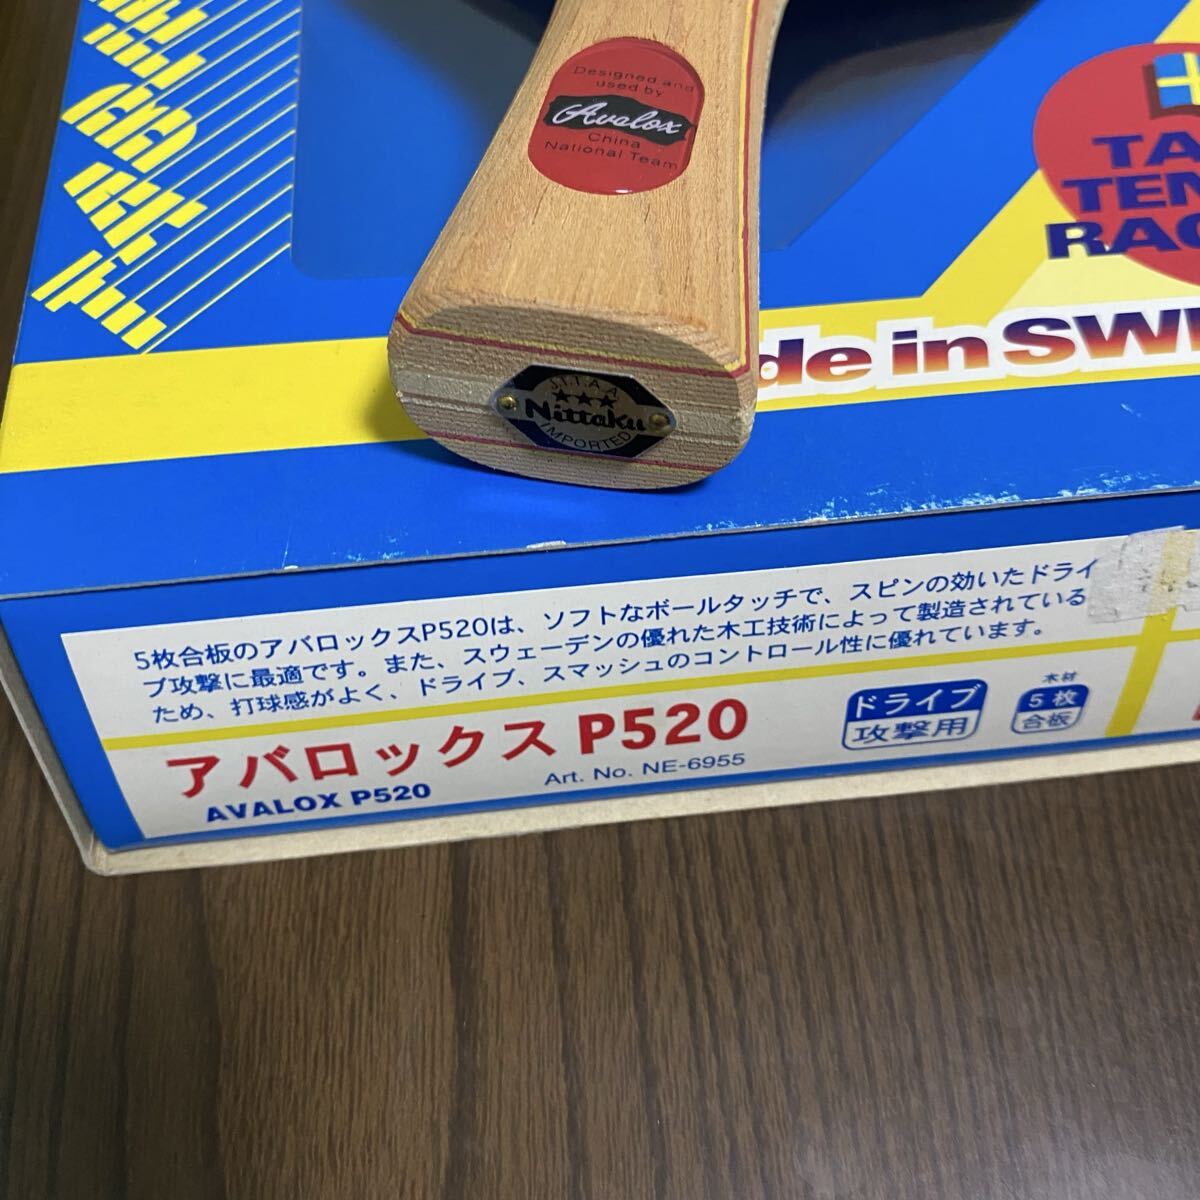 Designed and
used by
Avalox
China
National Team
TA
TEN
RA
de in SW
J.T.T.A.A
★★★
Nittaku
IMPORTED
5枚合板のアバロックスP520は、ソフトなボールタッチで、スピンの効いたドライ
ブ攻撃に最適です。また、スウェーデンの優れた木工技術によって製造されている
ため、打球感がよく、ドライブ、スマッシュのコントロール性に優れています。
アバロックス P520
AVALOX P520
Art. No. NE-6955
ドライブ
攻撃用
木材
5枚
合板